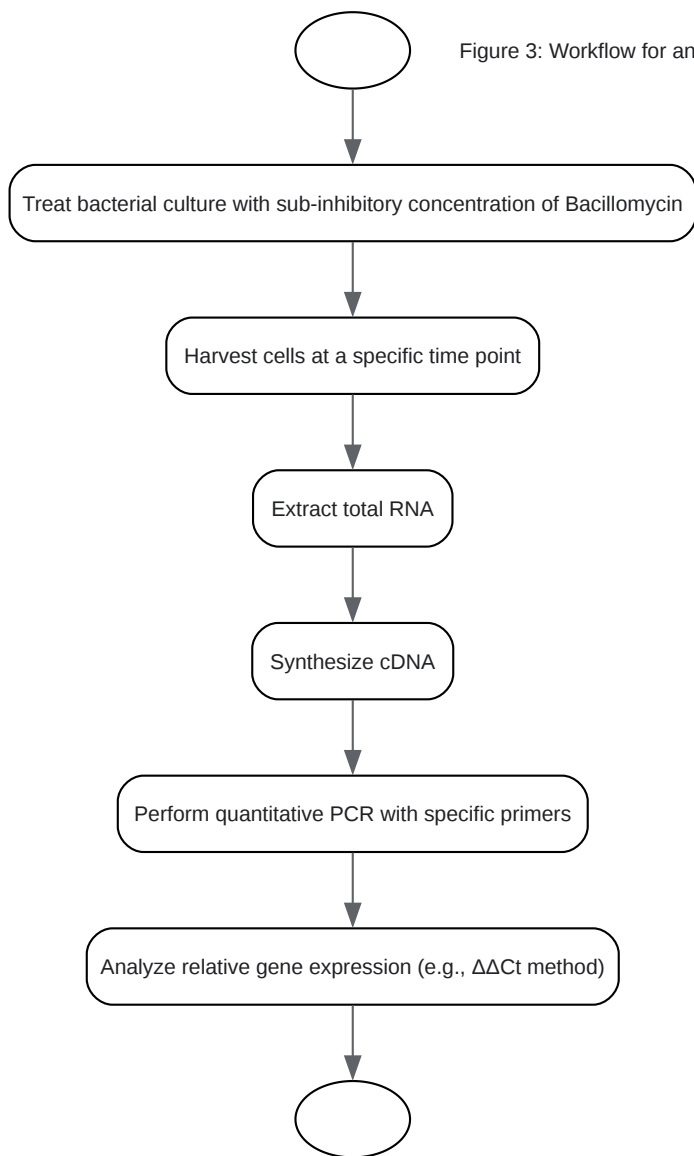 Figure 3: Workflow for an
Treat bacterial culture with sub-inhibitory concentration of Bacillomycin
Harvest cells at a specific time point
Extract total RNA
Synthesize cDNA
Perform quantitative PCR with specific primers
Analyze relative gene expression (e.g., ΔΔCt method)